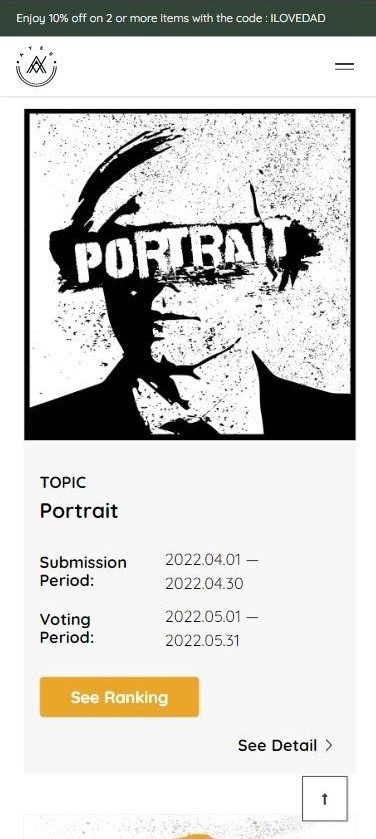 Enjoy 10% off on 2 or more items with the code : ILOVEDAD
AYES
PORTRAIT
TOPIC
Portrait
Submission Period:
2022.04.01 —
2022.04.30
Voting Period:
2022.05.01 —
2022.05.31
See Ranking
See Detail